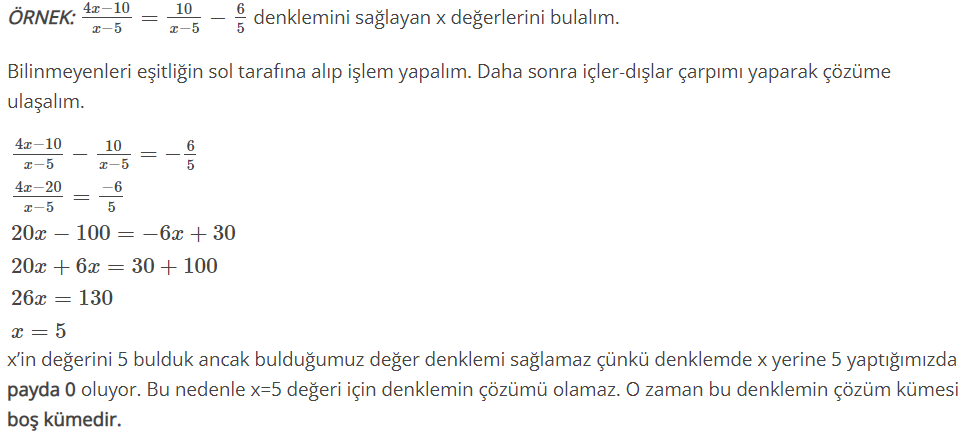 ÖRNEK: $\frac{4x-10}{x-5} = \frac{10}{x-5} - \frac{6}{5}$ denklemini sağlayan x değerlerini bulalım.
Bilinmeyenleri eşitliğin sol tarafına alıp işlem yapalım. Daha sonra içler-dışlar çarpımı yaparak çözüme
ulaşalım.
$\frac{4x-10}{x-5} - \frac{10}{x-5} = -\frac{6}{5}$
$\frac{4x-20}{x-5} = \frac{-6}{5}$
$20x - 100 = -6x + 30$
$20x + 6x = 30 + 100$
$26x = 130$
$x = 5$
x’in değerini 5 bulduk ancak bulduğumuz değer denklemi sağlamaz çünkü denklemde x yerine 5 yaptığımızda
payda 0 oluyor. Bu nedenle x=5 değeri için denklemin çözümü olamaz. O zaman bu denklemin çözüm kümesi
boş kümedir.